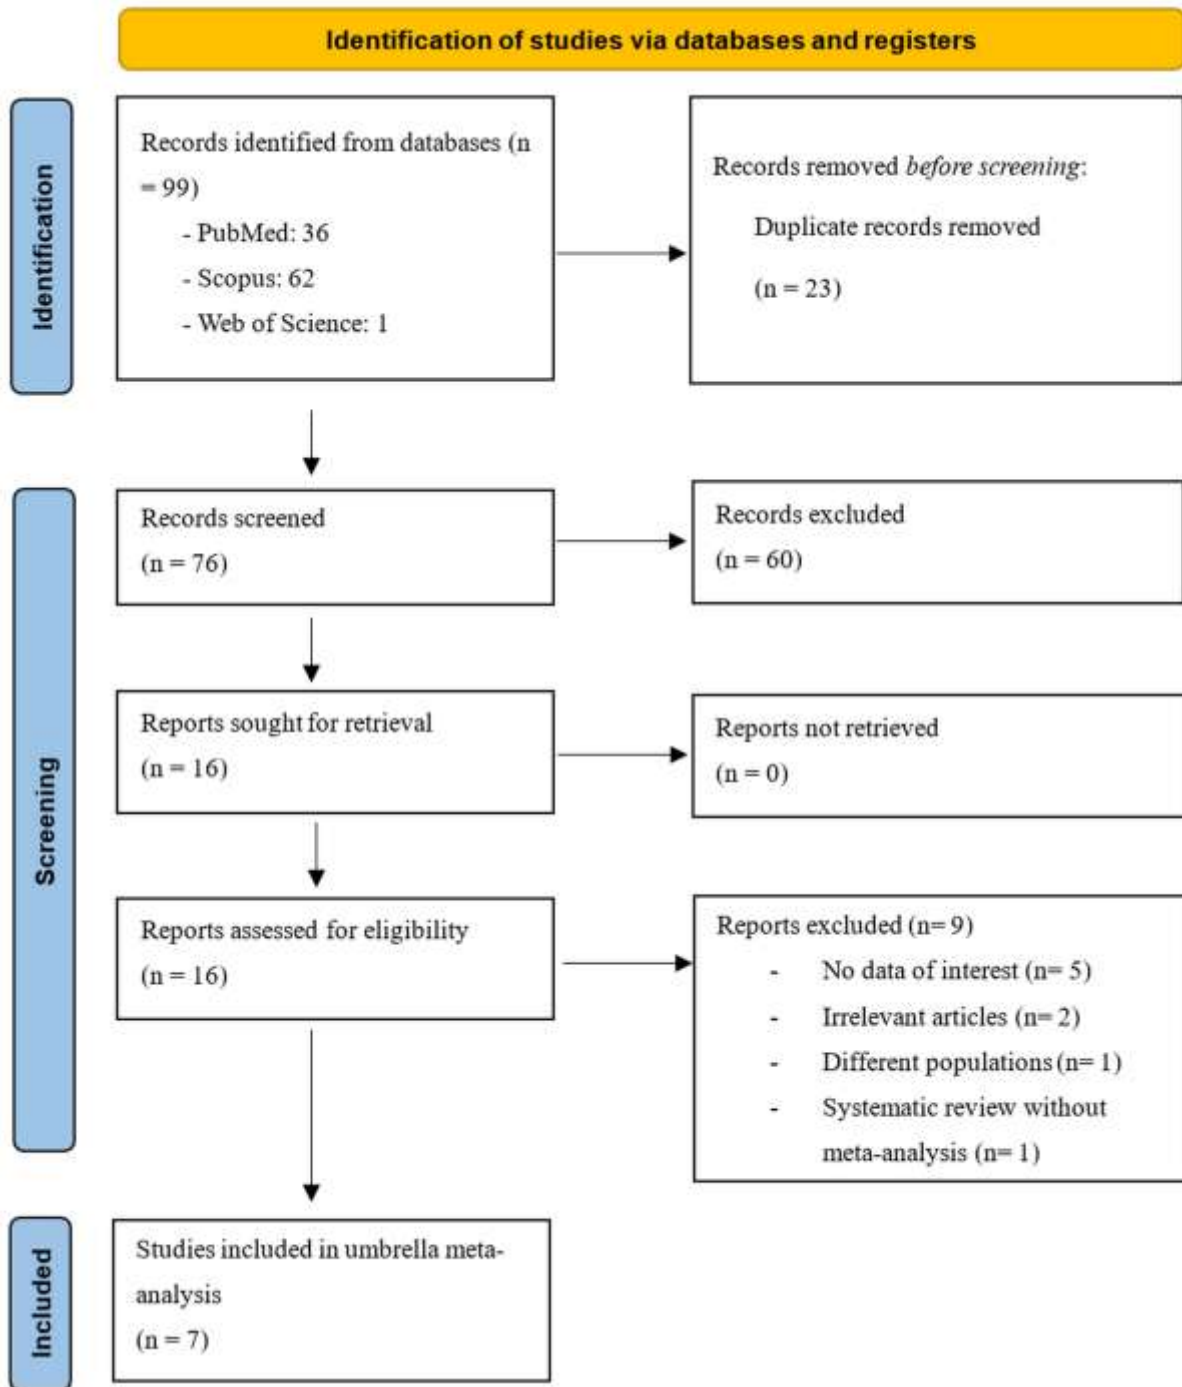 Identification of studies via databases and registers
Identification
Records identified from databases (n
= 99)
- PubMed: 36
- Scopus: 62
- Web of Science: 1
Records removed before screening:
Duplicate records removed
(n = 23)
Screening
Records screened
(n = 76)
Records excluded
(n = 60)
Reports sought for retrieval
(n = 16)
Reports not retrieved
(n = 0)
Reports assessed for eligibility
(n = 16)
Reports excluded (n= 9)
- No data of interest (n= 5)
- Irrelevant articles (n= 2)
- Different populations (n= 1)
- Systematic review without
meta-analysis (n= 1)
Included
Studies included in umbrella meta-
analysis
(n = 7)